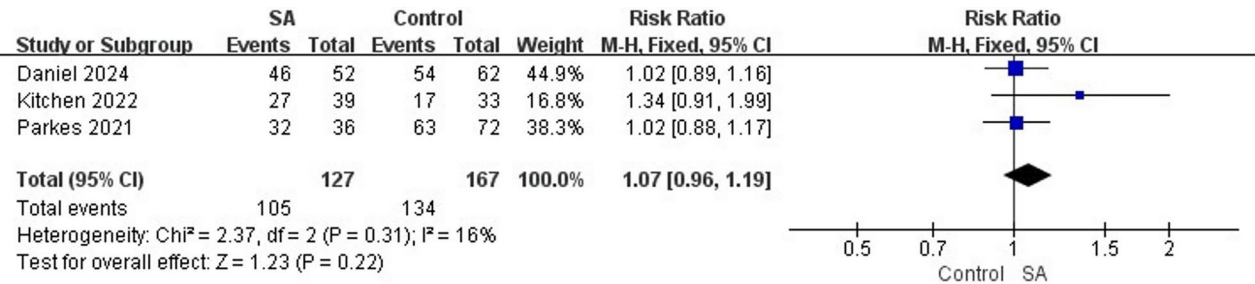 SA Control Risk Ratio Risk Ratio
Study or Subgroup Events Total Events Total Weight M-H, Fixed, 95% CI M-H, Fixed, 95% CI
Daniel 2024 46 52 54 62 44.9% 1.02 [0.89, 1.16]
Kitchen 2022 27 39 17 33 16.8% 1.34 [0.91, 1.99]
Parkes 2021 32 36 63 72 38.3% 1.02 [0.88, 1.17]
Total (95% CI) 127 167 100.0% 1.07 [0.96, 1.19]
Total events 105 134
Heterogeneity: Chi² = 2.37, df = 2 (P = 0.31); I² = 16%
Test for overall effect: Z = 1.23 (P = 0.22)
0.5 0.7 1 1.5 2
Control SA